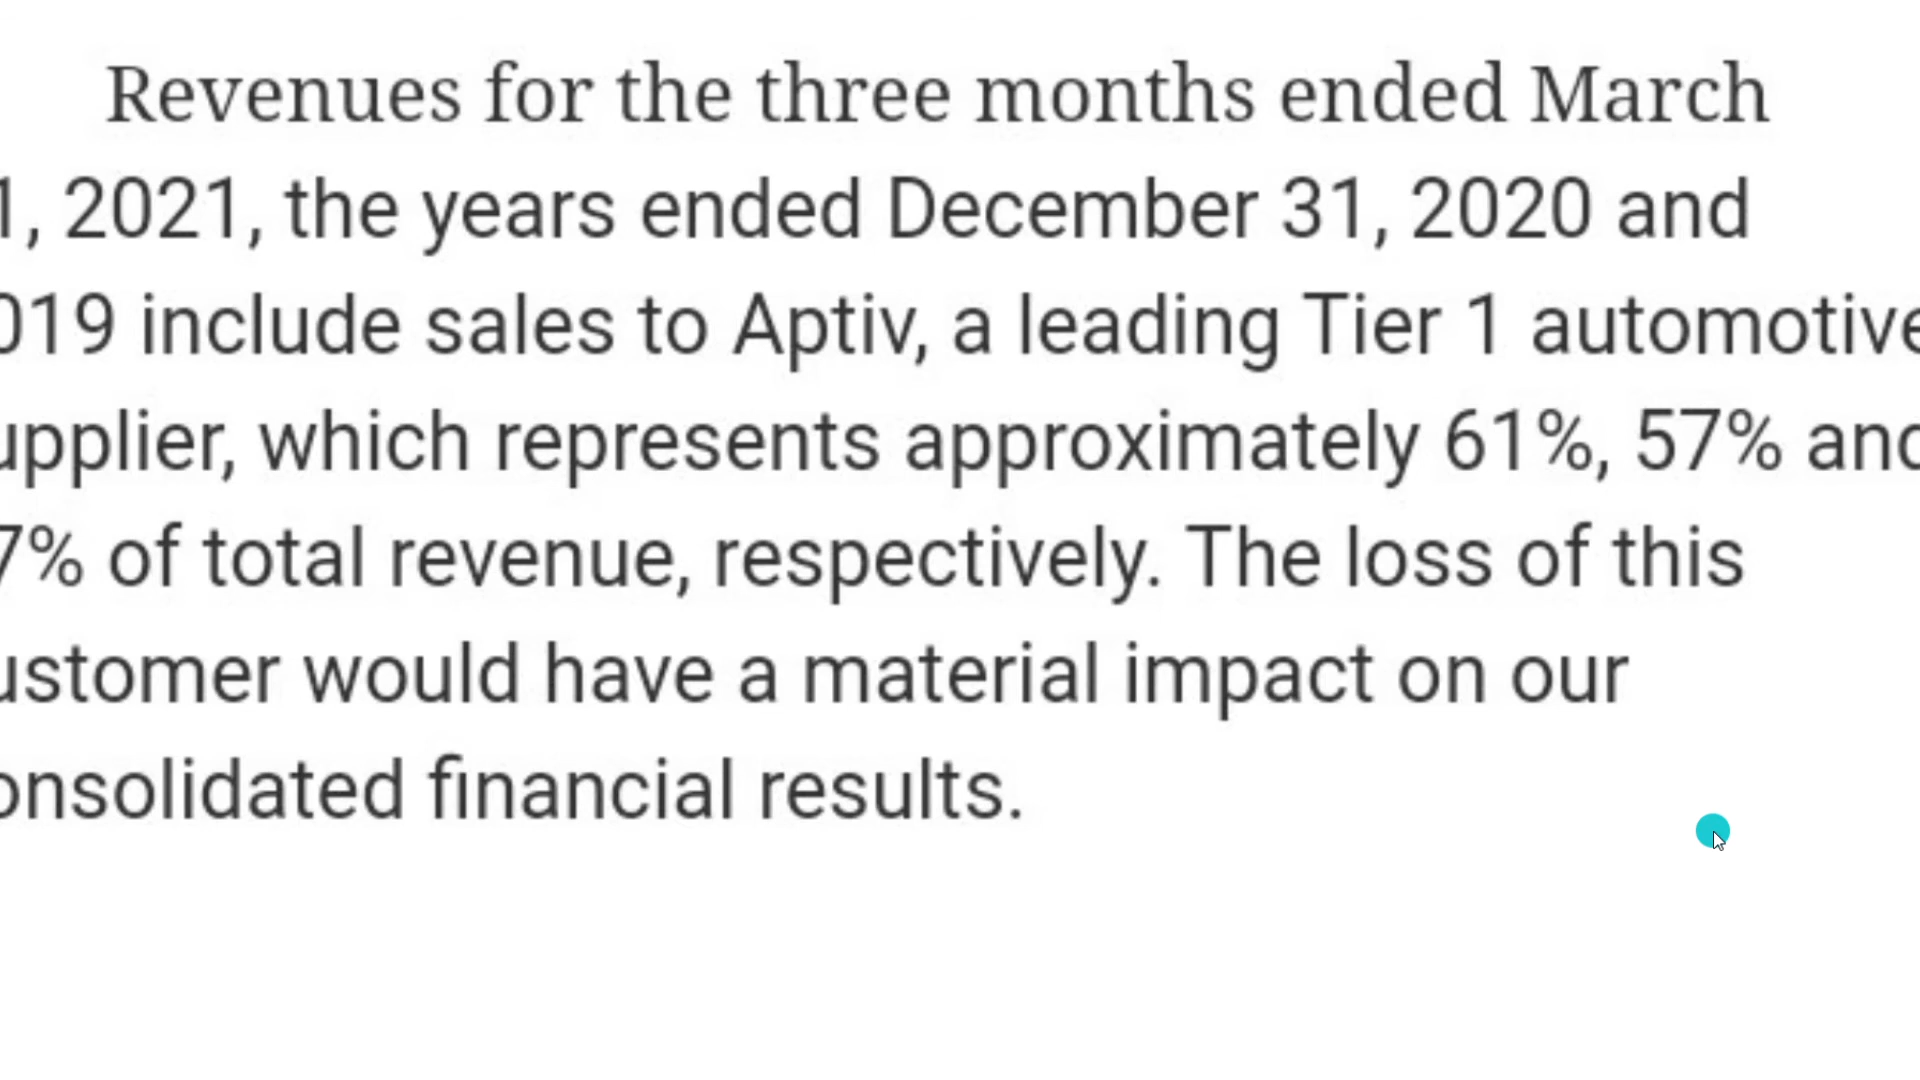 Revenues for the three months ended March
1, 2021, the years ended December 31, 2020 and
019 include sales to Aptiv, a leading Tier 1 automotive
upplier, which represents approximately 61%, 57% and
7% of total revenue, respectively. The loss of this
ustomer would have a material impact on our
onsolidated financial results.